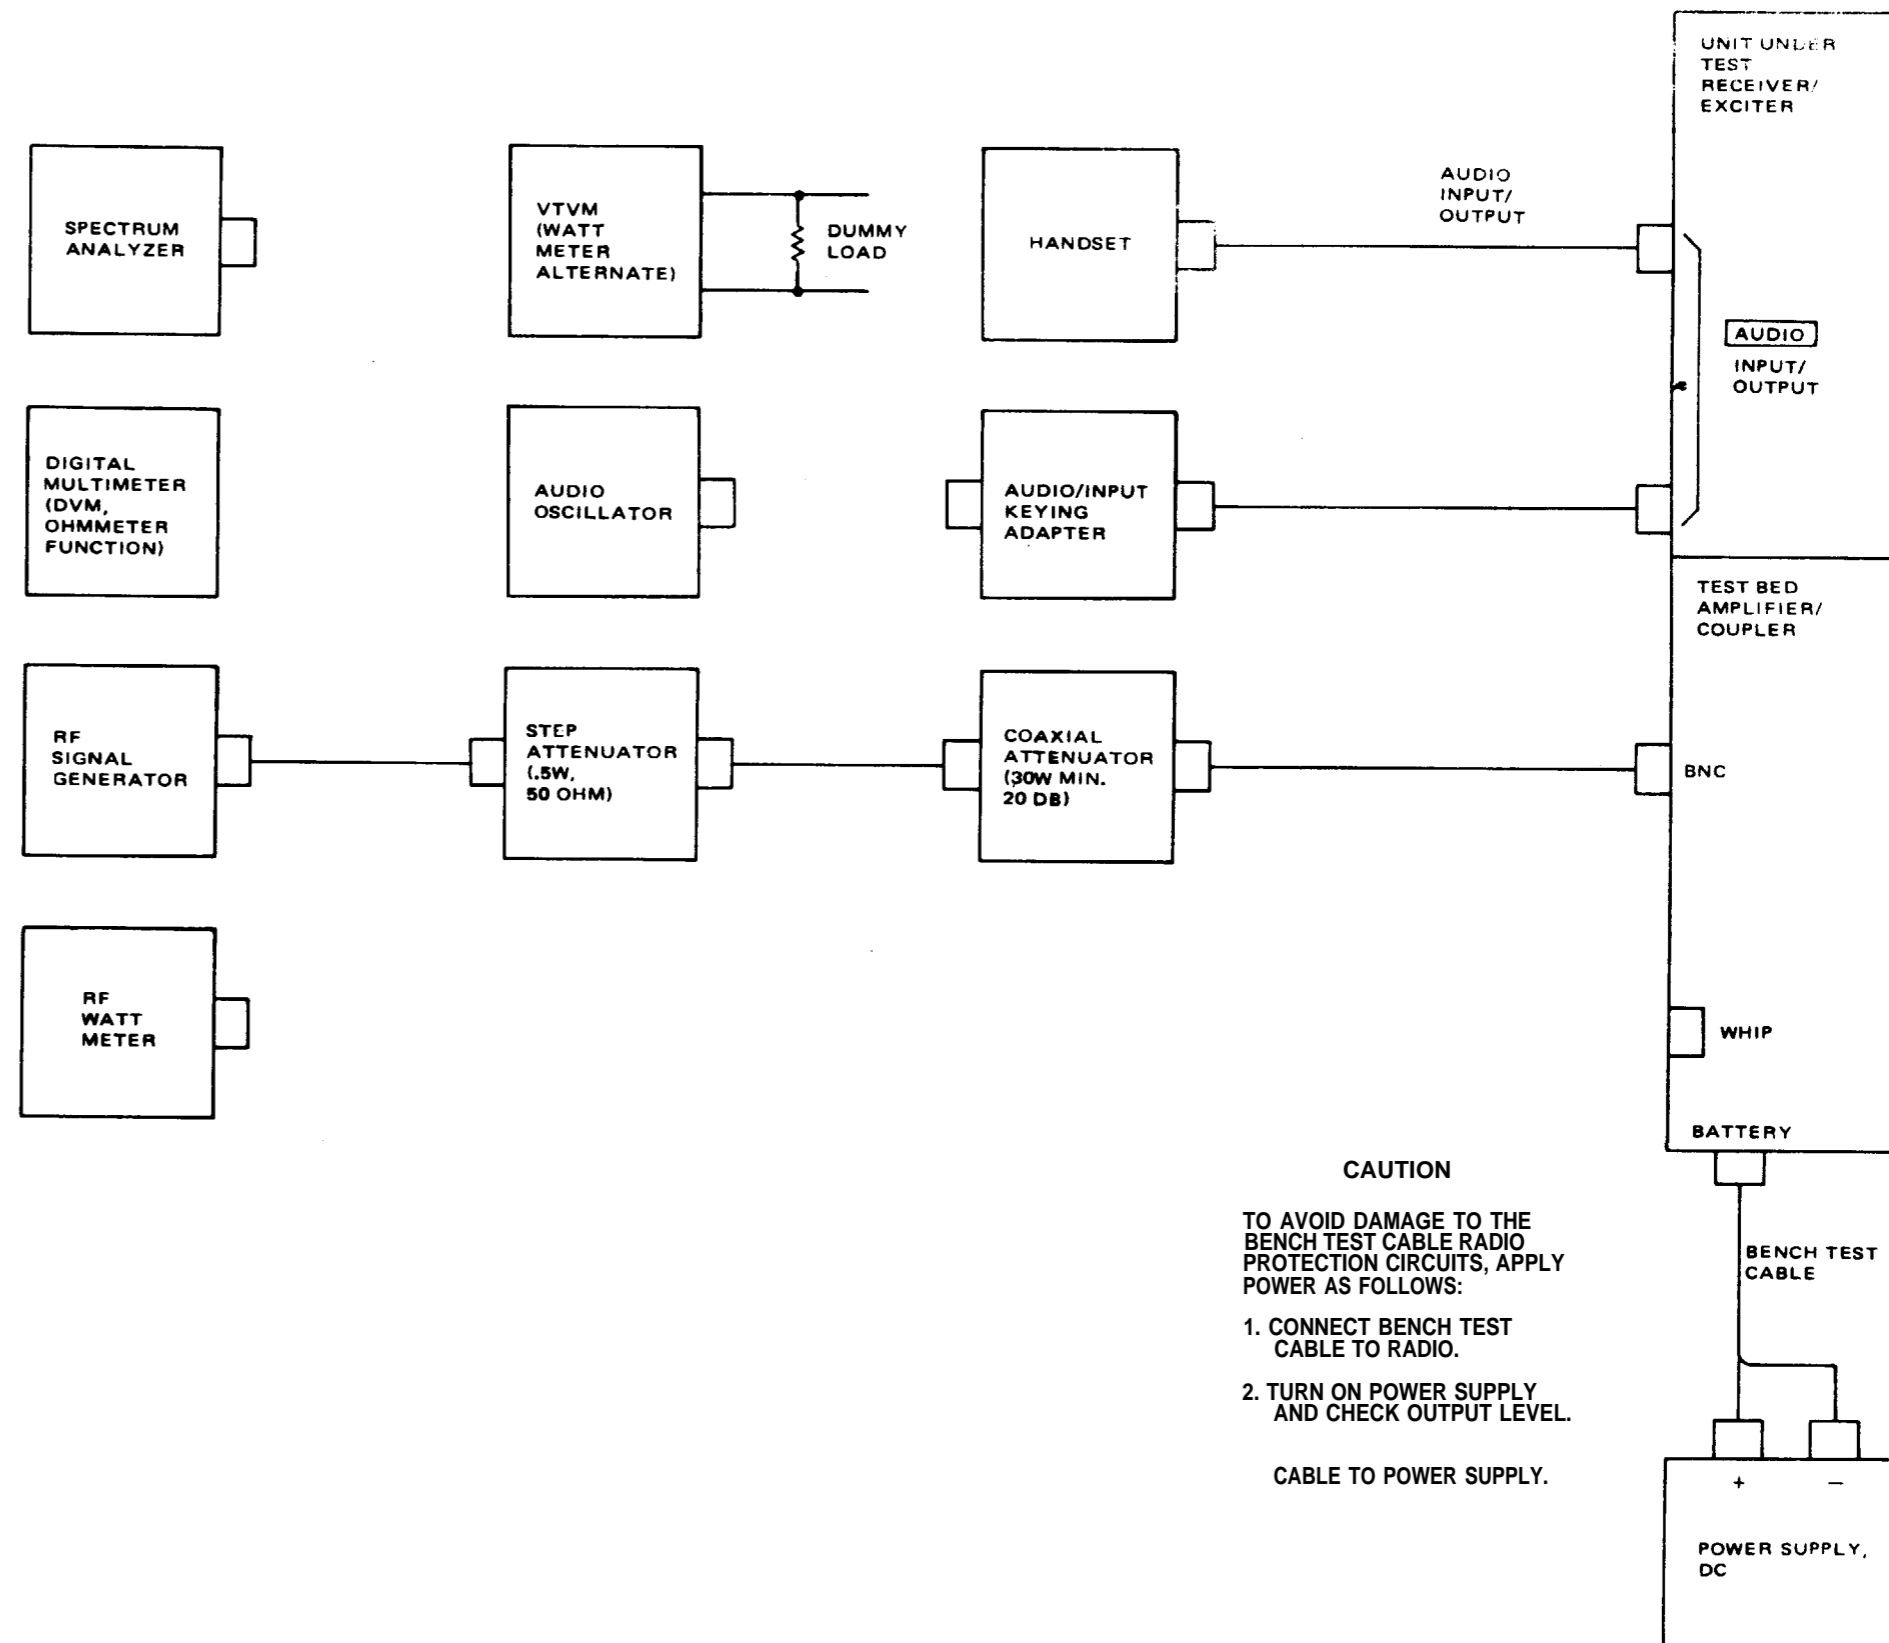 UNIT UNDER
TEST
RECEIVER/
EXCITER
SPECTRUM
ANALYZER
VTVM
(WATT
METER
ALTERNATE)
DUMMY
LOAD
HANDSET
AUDIO
INPUT/
OUTPUT
AUDIO
INPUT/
OUTPUT
DIGITAL
MULTIMETER
(DVM,
OHMMETER
FUNCTION)
AUDIO
OSCILLATOR
AUDIO/INPUT
KEYING
ADAPTER
TEST BED
AMPLIFIER/
COUPLER
RF
SIGNAL
GENERATOR
STEP
ATTENUATOR
(.5W,
50 OHM)
COAXIAL
ATTENUATOR
(30W MIN.
20 DB)
BNC
RF
WATT
METER
WHIP
BATTERY
CAUTION
TO AVOID DAMAGE TO THE
BENCH TEST CABLE RADIO
PROTECTION CIRCUITS, APPLY
POWER AS FOLLOWS:
1. CONNECT BENCH TEST
CABLE TO RADIO.
2. TURN ON POWER SUPPLY
AND CHECK OUTPUT LEVEL.
CABLE TO POWER SUPPLY.
BENCH TEST
CABLE
+ −
POWER SUPPLY,
DC